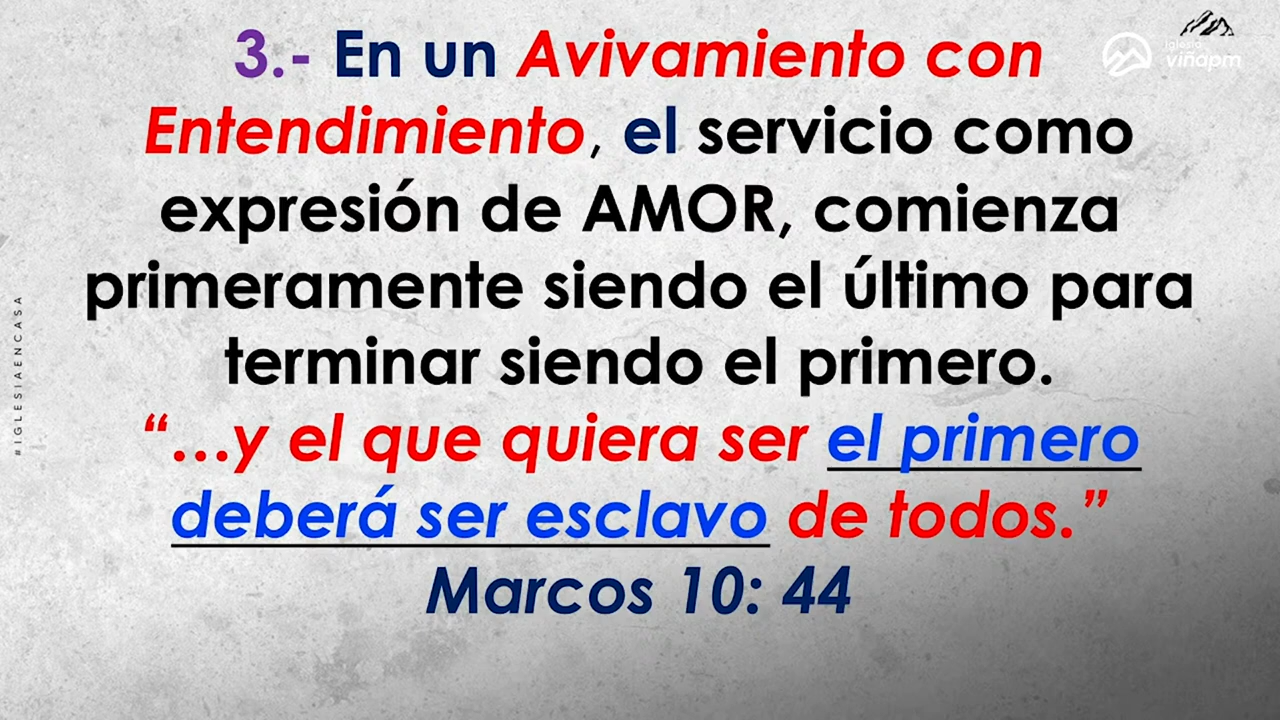 3.- En un Avivamiento con
Entendimiento, el servicio como
expresión de AMOR, comienza
primeramente siendo el último para
terminar siendo el primero.
“...y el que quiera ser el primero
deberá ser esclavo de todos.”
Marcos 10: 44
iglesia
viñapm
#IGLESIAENCASA